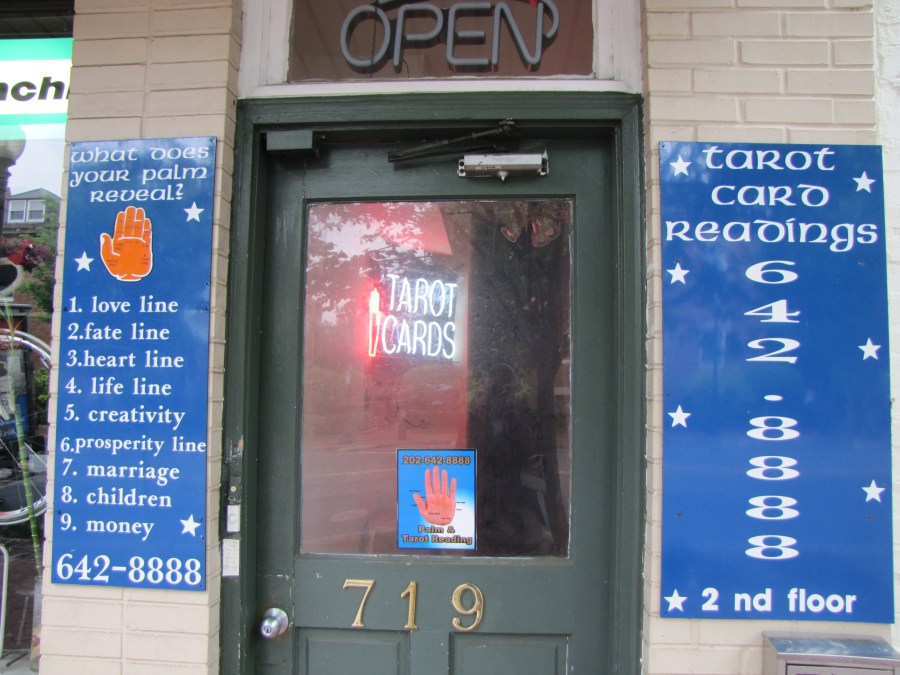 OPEN
nch
What Does
Your Palm
Reveal?
1. love line
2.fate line
3.heart line
4. life line
5. creativity
6.prosperity line
7. marriage
8. children
9. money
642-8888
TAROT
CARDS
202-642-8888
Palm &
Tarot Reading
719
Tarot
Card
Readings
6
4
2
.
8
8
8
8
2 nd floor